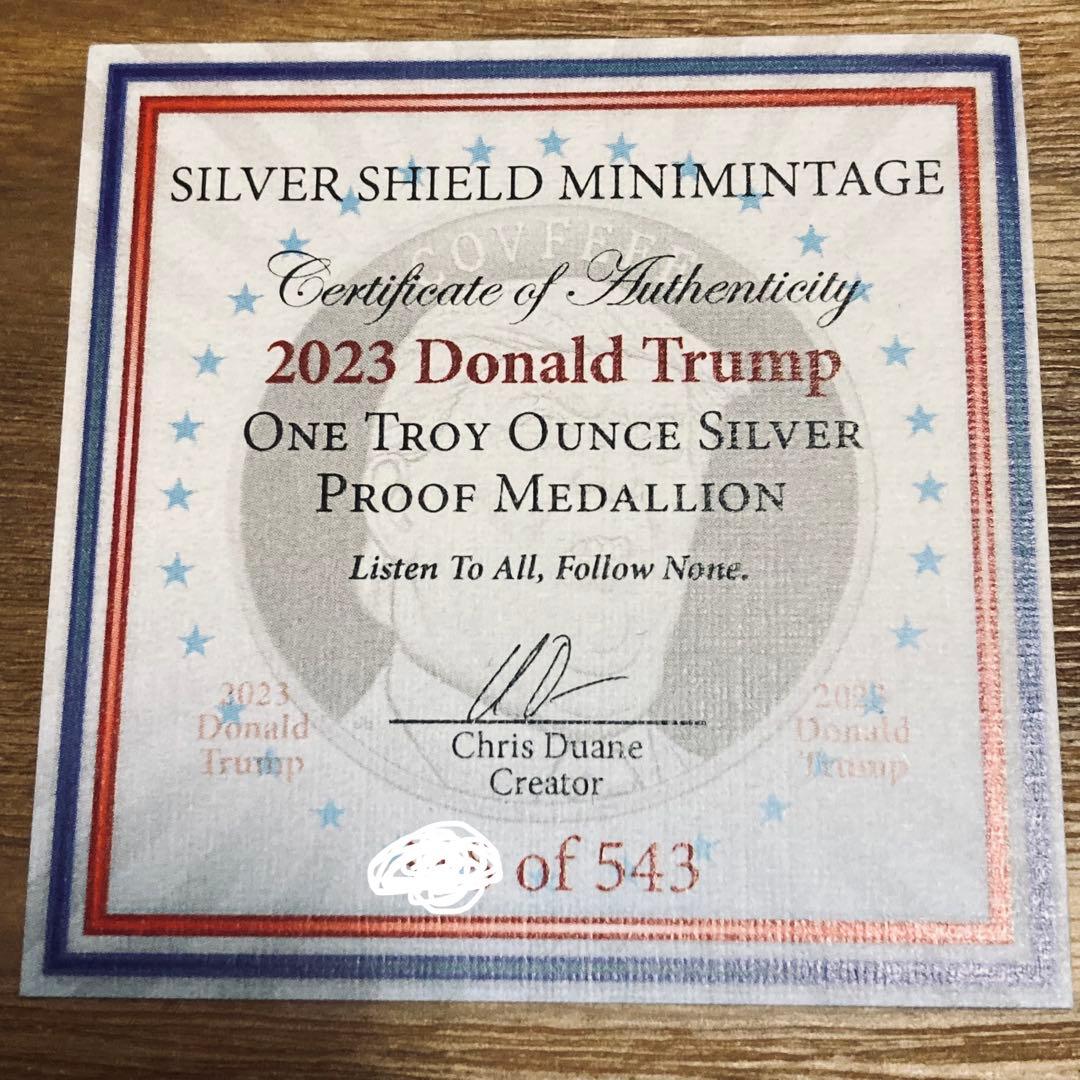 SILVER SHIELD MINIMINTAGE
COVFEFE
Certificate of Authenticity
2023 Donald Trump
ONE TROY OUNCE SILVER
PROOF MEDALLION
Listen To All, Follow None.
2023
Donald
Trump
2023
Donald
Trump
Chris Duane
Creator
of 543